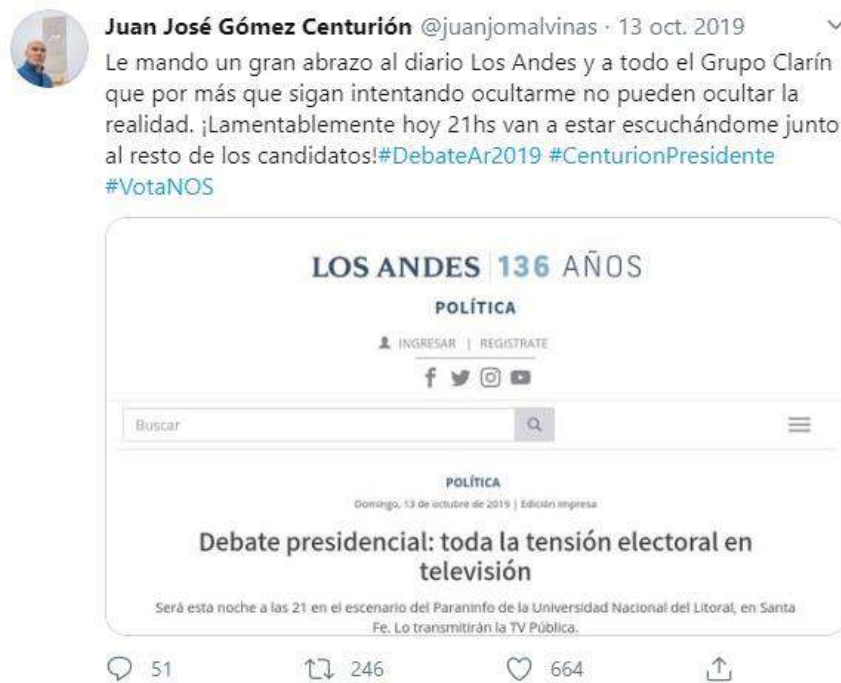 Juan José Gómez Centurión @juanjomalvinas · 13 oct. 2019
Le mando un gran abrazo al diario Los Andes y a todo el Grupo Clarín
que por más que sigan intentando ocultarme no pueden ocultar la
realidad. ¡Lamentablemente hoy 21hs van a estar escuchándome junto
al resto de los candidatos!#DebateAr2019 #CenturionPresidente
#VotaNOS
LOS ANDES | 136 AÑOS
POLÍTICA
INGRESAR | REGISTRATE
Buscar
POLÍTICA
Domingo, 13 de octubre de 2019 | Edición impresa
Debate presidencial: toda la tensión electoral en
televisión
Será esta noche a las 21 en el escenario del Paraninfo de la Universidad Nacional del Litoral, en Santa
Fe. Lo transmitirán la TV Pública.
51 246 664